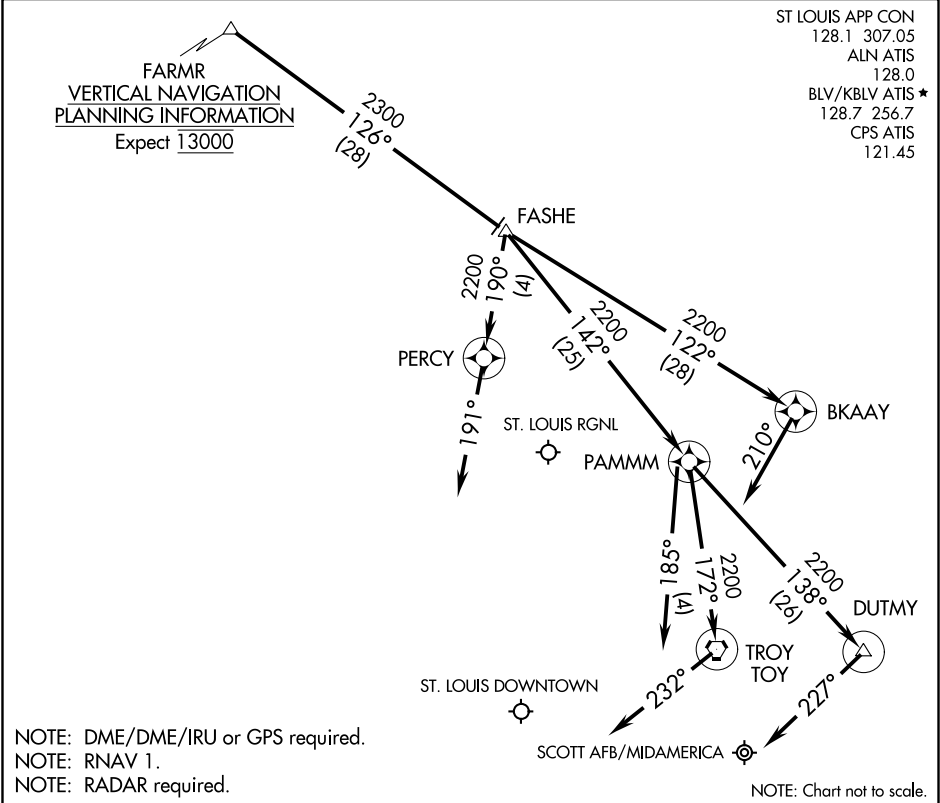 ST LOUIS APP CON
128.1 307.05
ALN ATIS
128.0
BLV/KBLV ATIS ★
128.7 256.7
CPS ATIS
121.45
FARMR
VERTICAL NAVIGATION
PLANNING INFORMATION
Expect 13000
2300
126°
(28)
FASHE
2200
190°
(4)
2200
142°
(25)
2200
122°
(28)
PERCY
191°
BKAAY
210°
ST. LOUIS RGNL
PAMMM
185°
(4)
2200
172°
2200
138°
(26)
DUTMY
TROY
TOY
232°
227°
ST. LOUIS DOWNTOWN
SCOTT AFB/MIDAMERICA
NOTE: DME/DME/IRU or GPS required.
NOTE: RNAV 1.
NOTE: RADAR required.
NOTE: Chart not to scale.